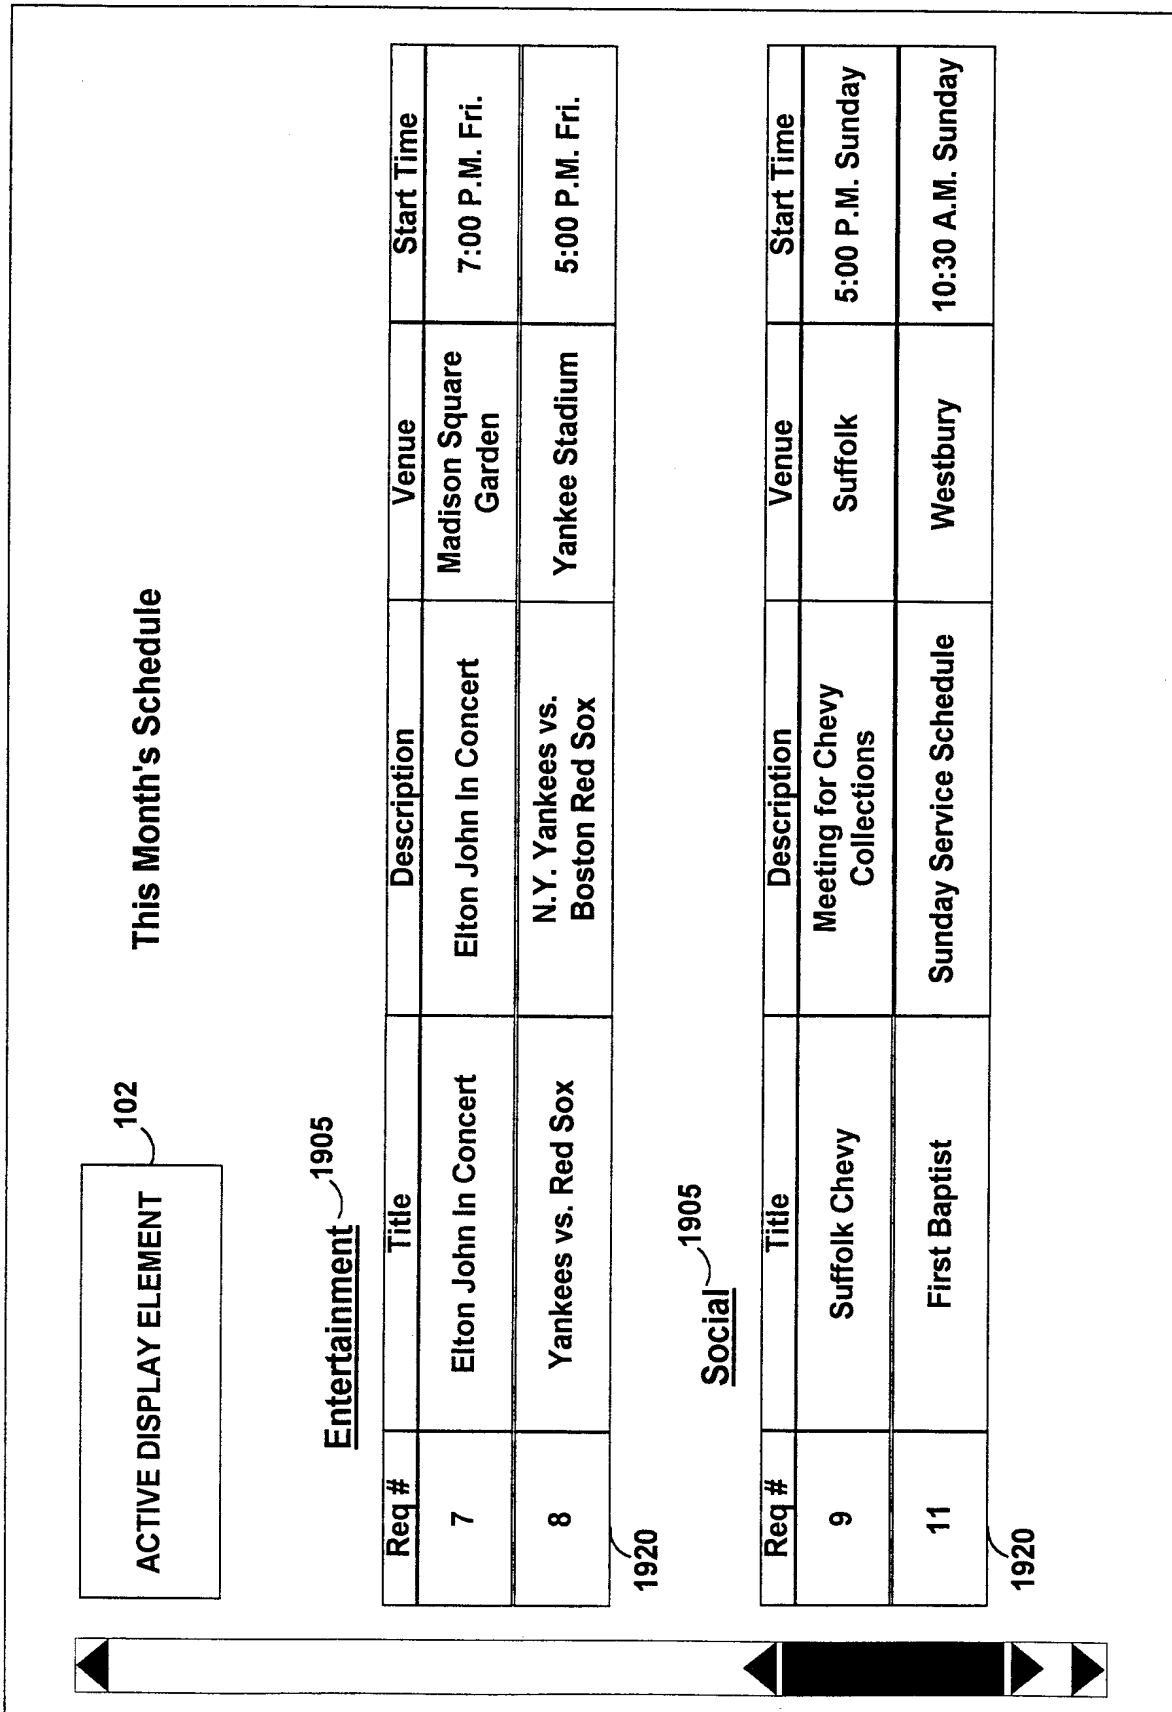 ACTIVE DISPLAY ELEMENT
102
This Month's Schedule
Entertainment 1905
Req # Title Description Venue Start Time
7 Elton John In Concert Elton John In Concert Madison Square
Garden 7:00 P.M. Fri.
8 Yankees vs. Red Sox N.Y. Yankees vs.
Boston Red Sox Yankee Stadium 5:00 P.M. Fri.
1920
Social 1905
Req # Title Description Venue Start Time
9 Suffolk Chevy Meeting for Chevy
Collections Suffolk 5:00 P.M. Sunday
11 First Baptist Sunday Service Schedule Westbury 10:30 A.M. Sunday
1920